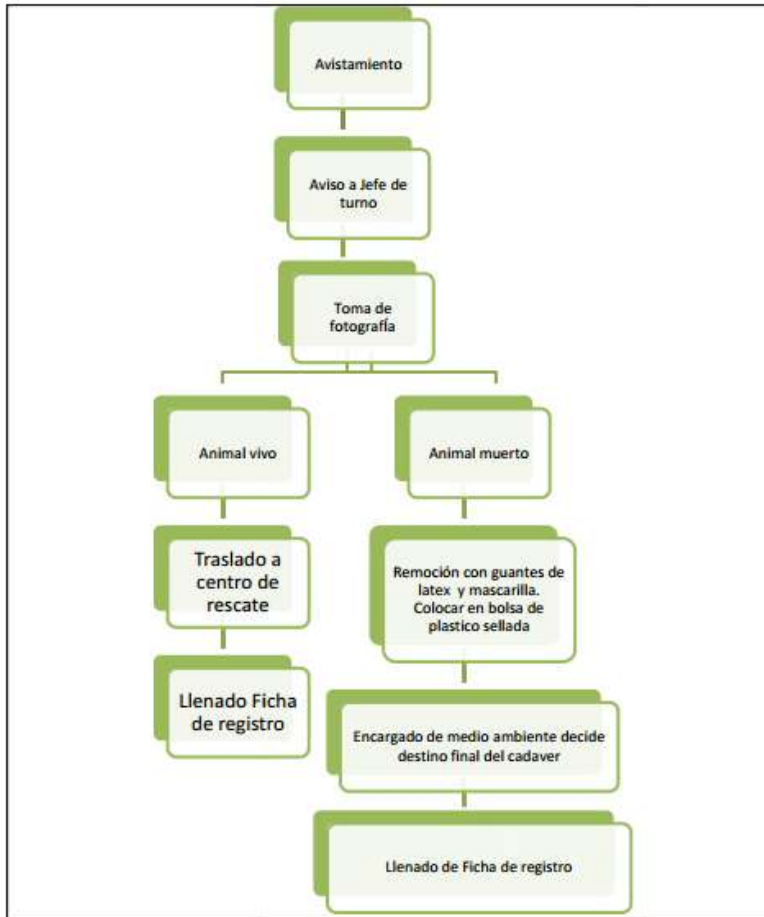 Avistamiento
Aviso a Jefe de
turno
Toma de
fotografía
Animal vivo
Animal muerto
Traslado a
centro de
rescate
Remoción con guantes de
latex y mascarilla.
Colocar en bolsa de
plastico sellada
Llenado Ficha
de registro
Encargado de medio ambiente decide
destino final del cadaver
Llenado de Ficha de registro